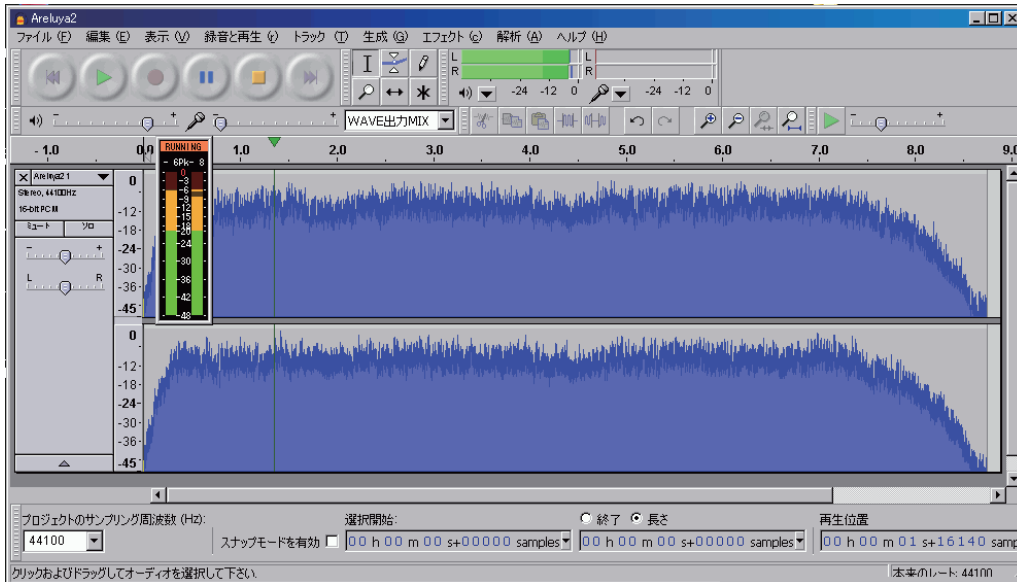 Areluya2
ファイル (F) 編集 (E) 表示 (V) 録音と再生 (y) トラック (T) 生成 (G) エフェクト (c) 解析 (A) ヘルプ (H)
L
R
-24 -12 0
L
R
-24 -12 0
WAVE出力MIX
- 1.0 0.0 1.0 2.0 3.0 4.0 5.0 6.0 7.0 8.0 9.0
RUNNING
- 6Pk- 8
0
-3
-6
-9
-12
-15
-18
-20
-24
-30
-36
-42
-48
Areluya2 1
Stereo, 44100Hz
16-bit PCM
ミュート ソロ
- +
L R
0
-12-
-18-
-24-
-30-
-36-
-45-
0
-12-
-18-
-24-
-30-
-36-
-45-
プロジェクトのサンプリング周波数 (Hz): 選択開始: 終了 長さ 再生位置
44100 スナップモードを有効 00 h 00 m 00 s+00000 samples 00 h 00 m 00 s+00000 samples 00 h 00 m 01 s+16140 samp
クリックおよびドラッグしてオーディオを選択して下さい. 本来のレート: 44100